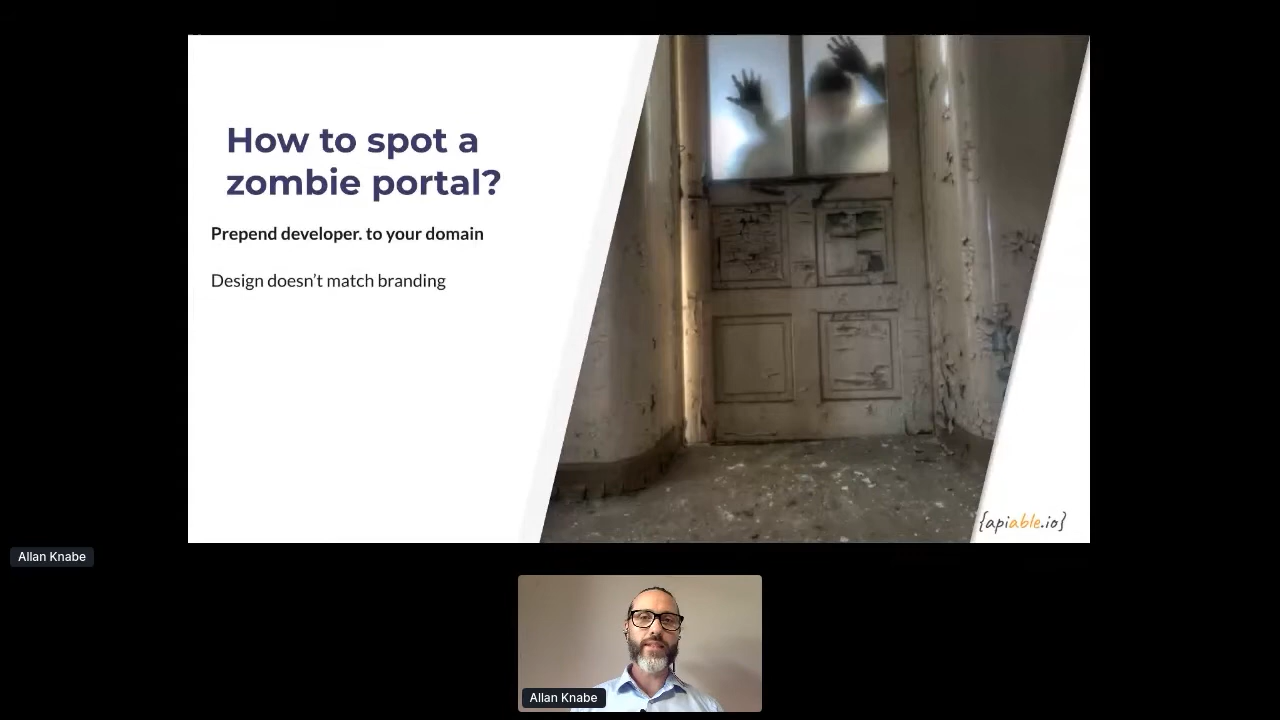 How to spot a
zombie portal?
Prepend developer. to your domain
Design doesn’t match branding
{apiable.io}
Allan Knabe
Allan Knabe